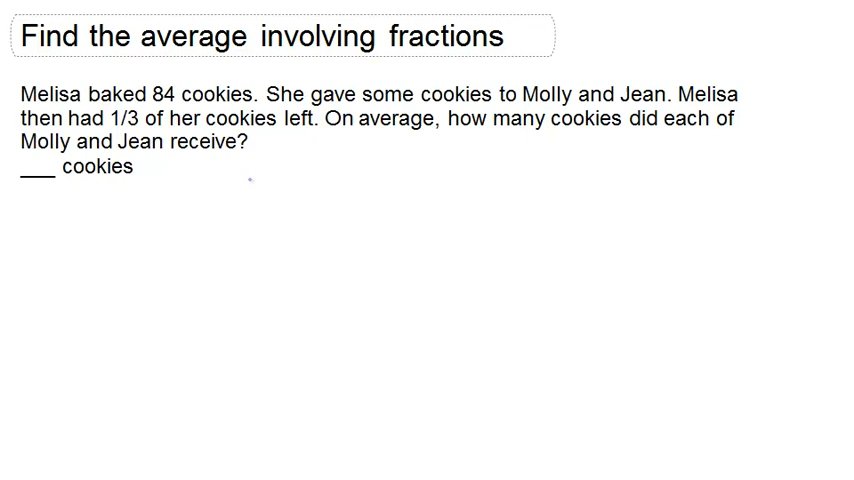 Find the average involving fractions
Melisa baked 84 cookies. She gave some cookies to Molly and Jean. Melisa
then had 1/3 of her cookies left. On average, how many cookies did each of
Molly and Jean receive?
___ cookies